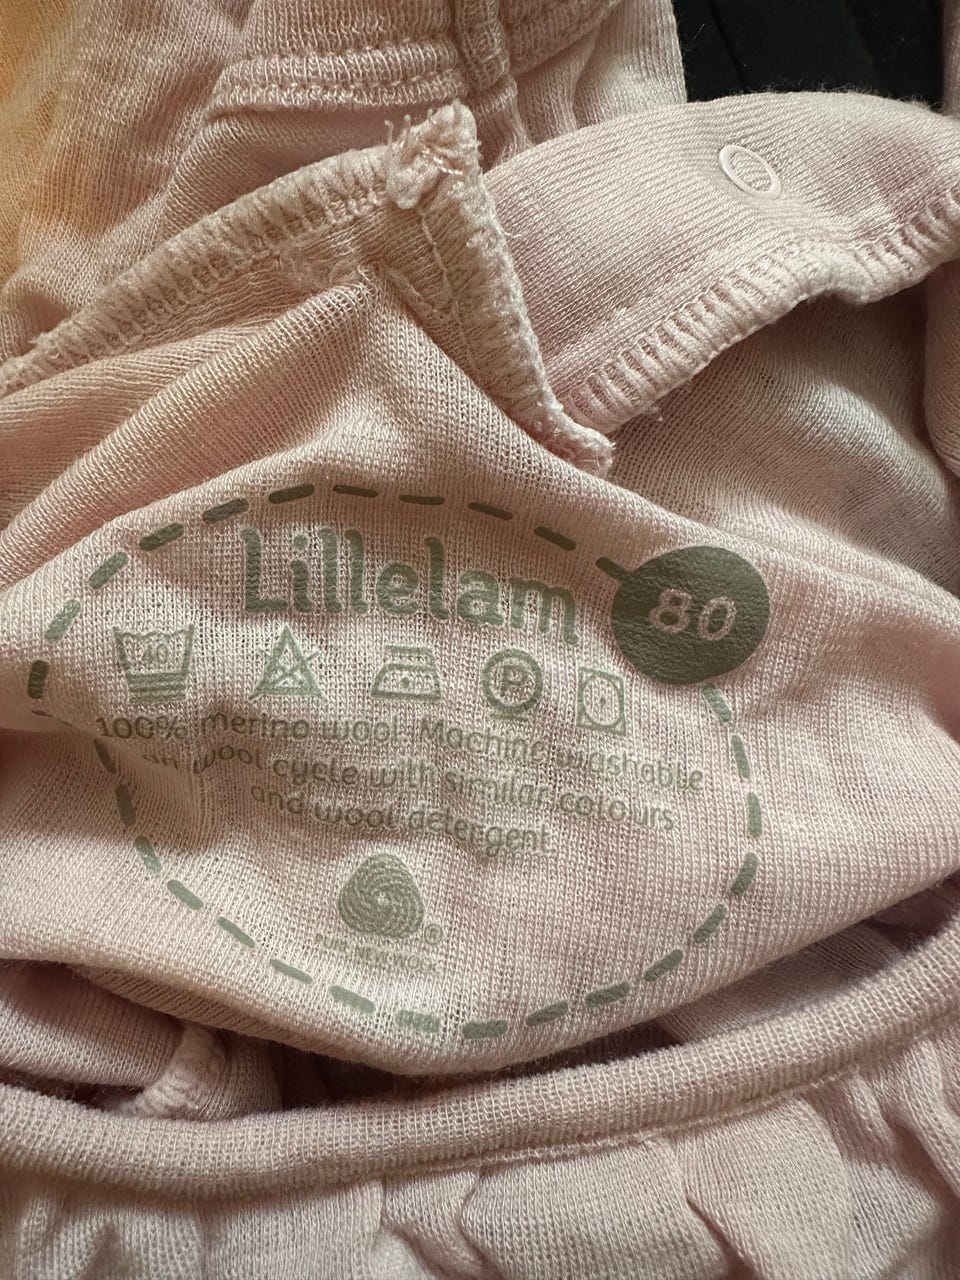 Lillelam
80
40
P
100% merino wool. Machine washable
on wool cycle with similar colours
and wool detergent.
®
PURE NEW WOOL